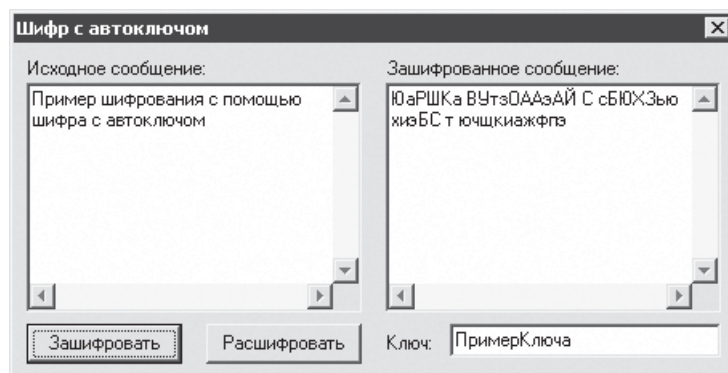 Шифр с автоключом
Исходное сообщение:
Зашифрованное сообщение:
Пример шифрования с помощью
шифра с автоключом
ЮаРШКа ВУтзОААэАЙ С сБЮХЗью
хиэБС т ючщкиажфпэ
Зашифровать
Расшифровать
Ключ:
ПримерКлюча